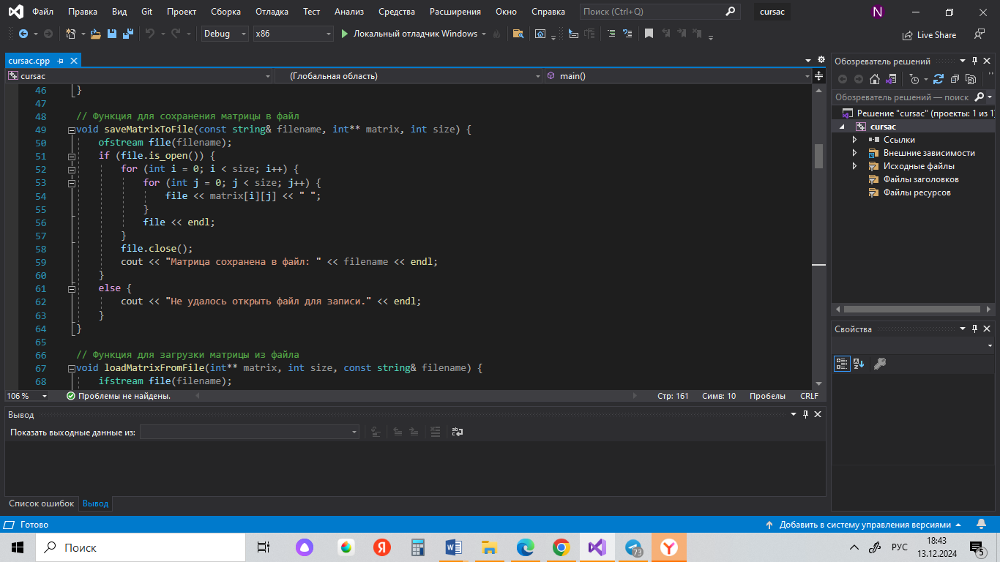 Файл Правка Вид Git Проект Сборка Отладка Тест Анализ Средства Расширения Окно Справка Поиск (Ctrl+Q) cursac N
Debug x86 Локальный отладчик Windows Live Share
cursac.cpp
cursac (Глобальная область) main()
46 }
47
48 // Функция для сохранения матрицы в файл
49 void saveMatrixToFile(const string& filename, int** matrix, int size) {
50 ofstream file(filename);
51 if (file.is_open()) {
52 for (int i = 0; i < size; i++) {
53 for (int j = 0; j < size; j++) {
54 file << matrix[i][j] << " ";
55 }
56 file << endl;
57 }
58 file.close();
59 cout << "Матрица сохранена в файл: " << filename << endl;
60 }
61 else {
62 cout << "Не удалось открыть файл для записи." << endl;
63 }
64 }
65
66 // Функция для загрузки матрицы из файла
67 void loadMatrixFromFile(int** matrix, int size, const string& filename) {
68 ifstream file(filename);
106 % Проблемы не найдены. Стр: 161 Симв: 10 Пробелы CRLF
Вывод
Показать выходные данные из:
Список ошибок Вывод
Обозреватель решений
Обозреватель решений — поиск
Решение "cursac" (проекты: 1 из 1
cursac
Ссылки
Внешние зависимости
Исходные файлы
Файлы заголовков
Файлы ресурсов
Свойства
Готово Добавить в систему управления версиями
Поиск Я W 73 Y РУС 18:43
13.12.2024 5